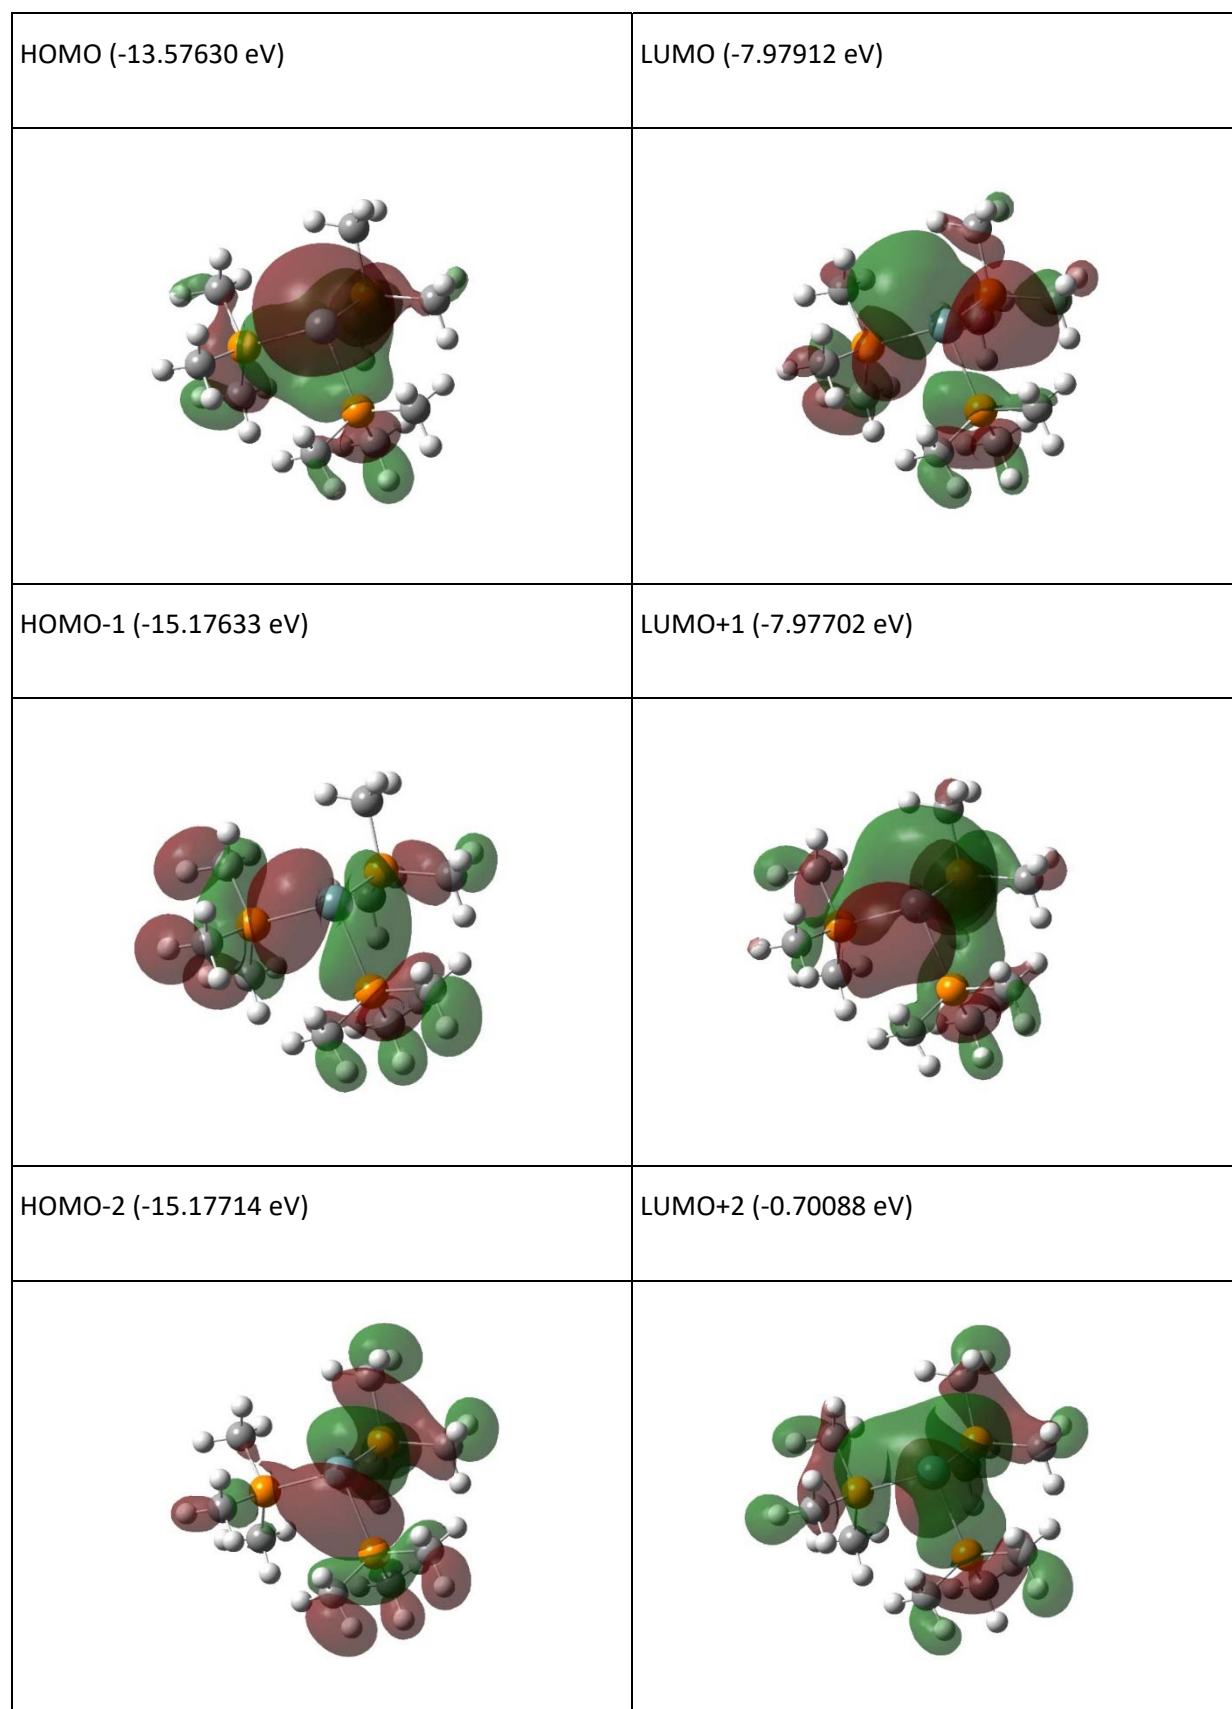 HOMO (-13.57630 eV)
LUMO (-7.97912 eV)
HOMO-1 (-15.17633 eV)
LUMO+1 (-7.97702 eV)
HOMO-2 (-15.17714 eV)
LUMO+2 (-0.70088 eV)